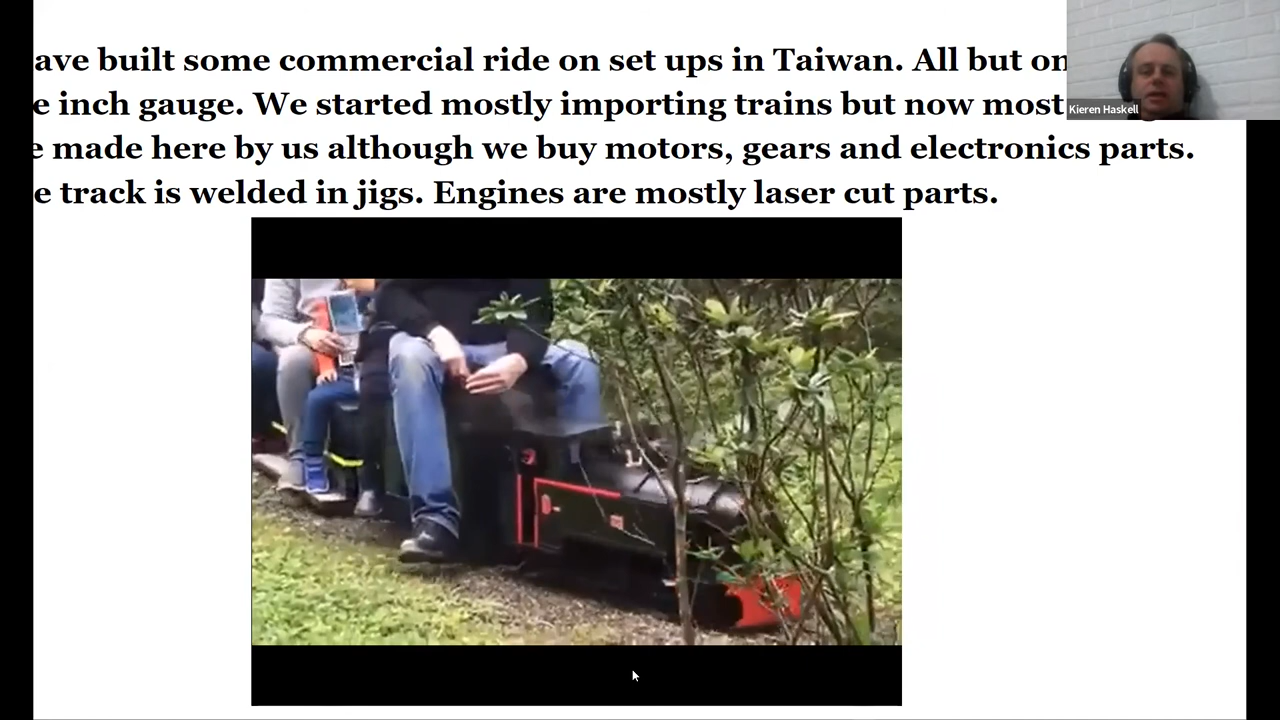 ave built some commercial ride on set ups in Taiwan. All but on
e inch gauge. We started mostly importing trains but now most
e made here by us although we buy motors, gears and electronics parts.
e track is welded in jigs. Engines are mostly laser cut parts.
Kieren Haskell